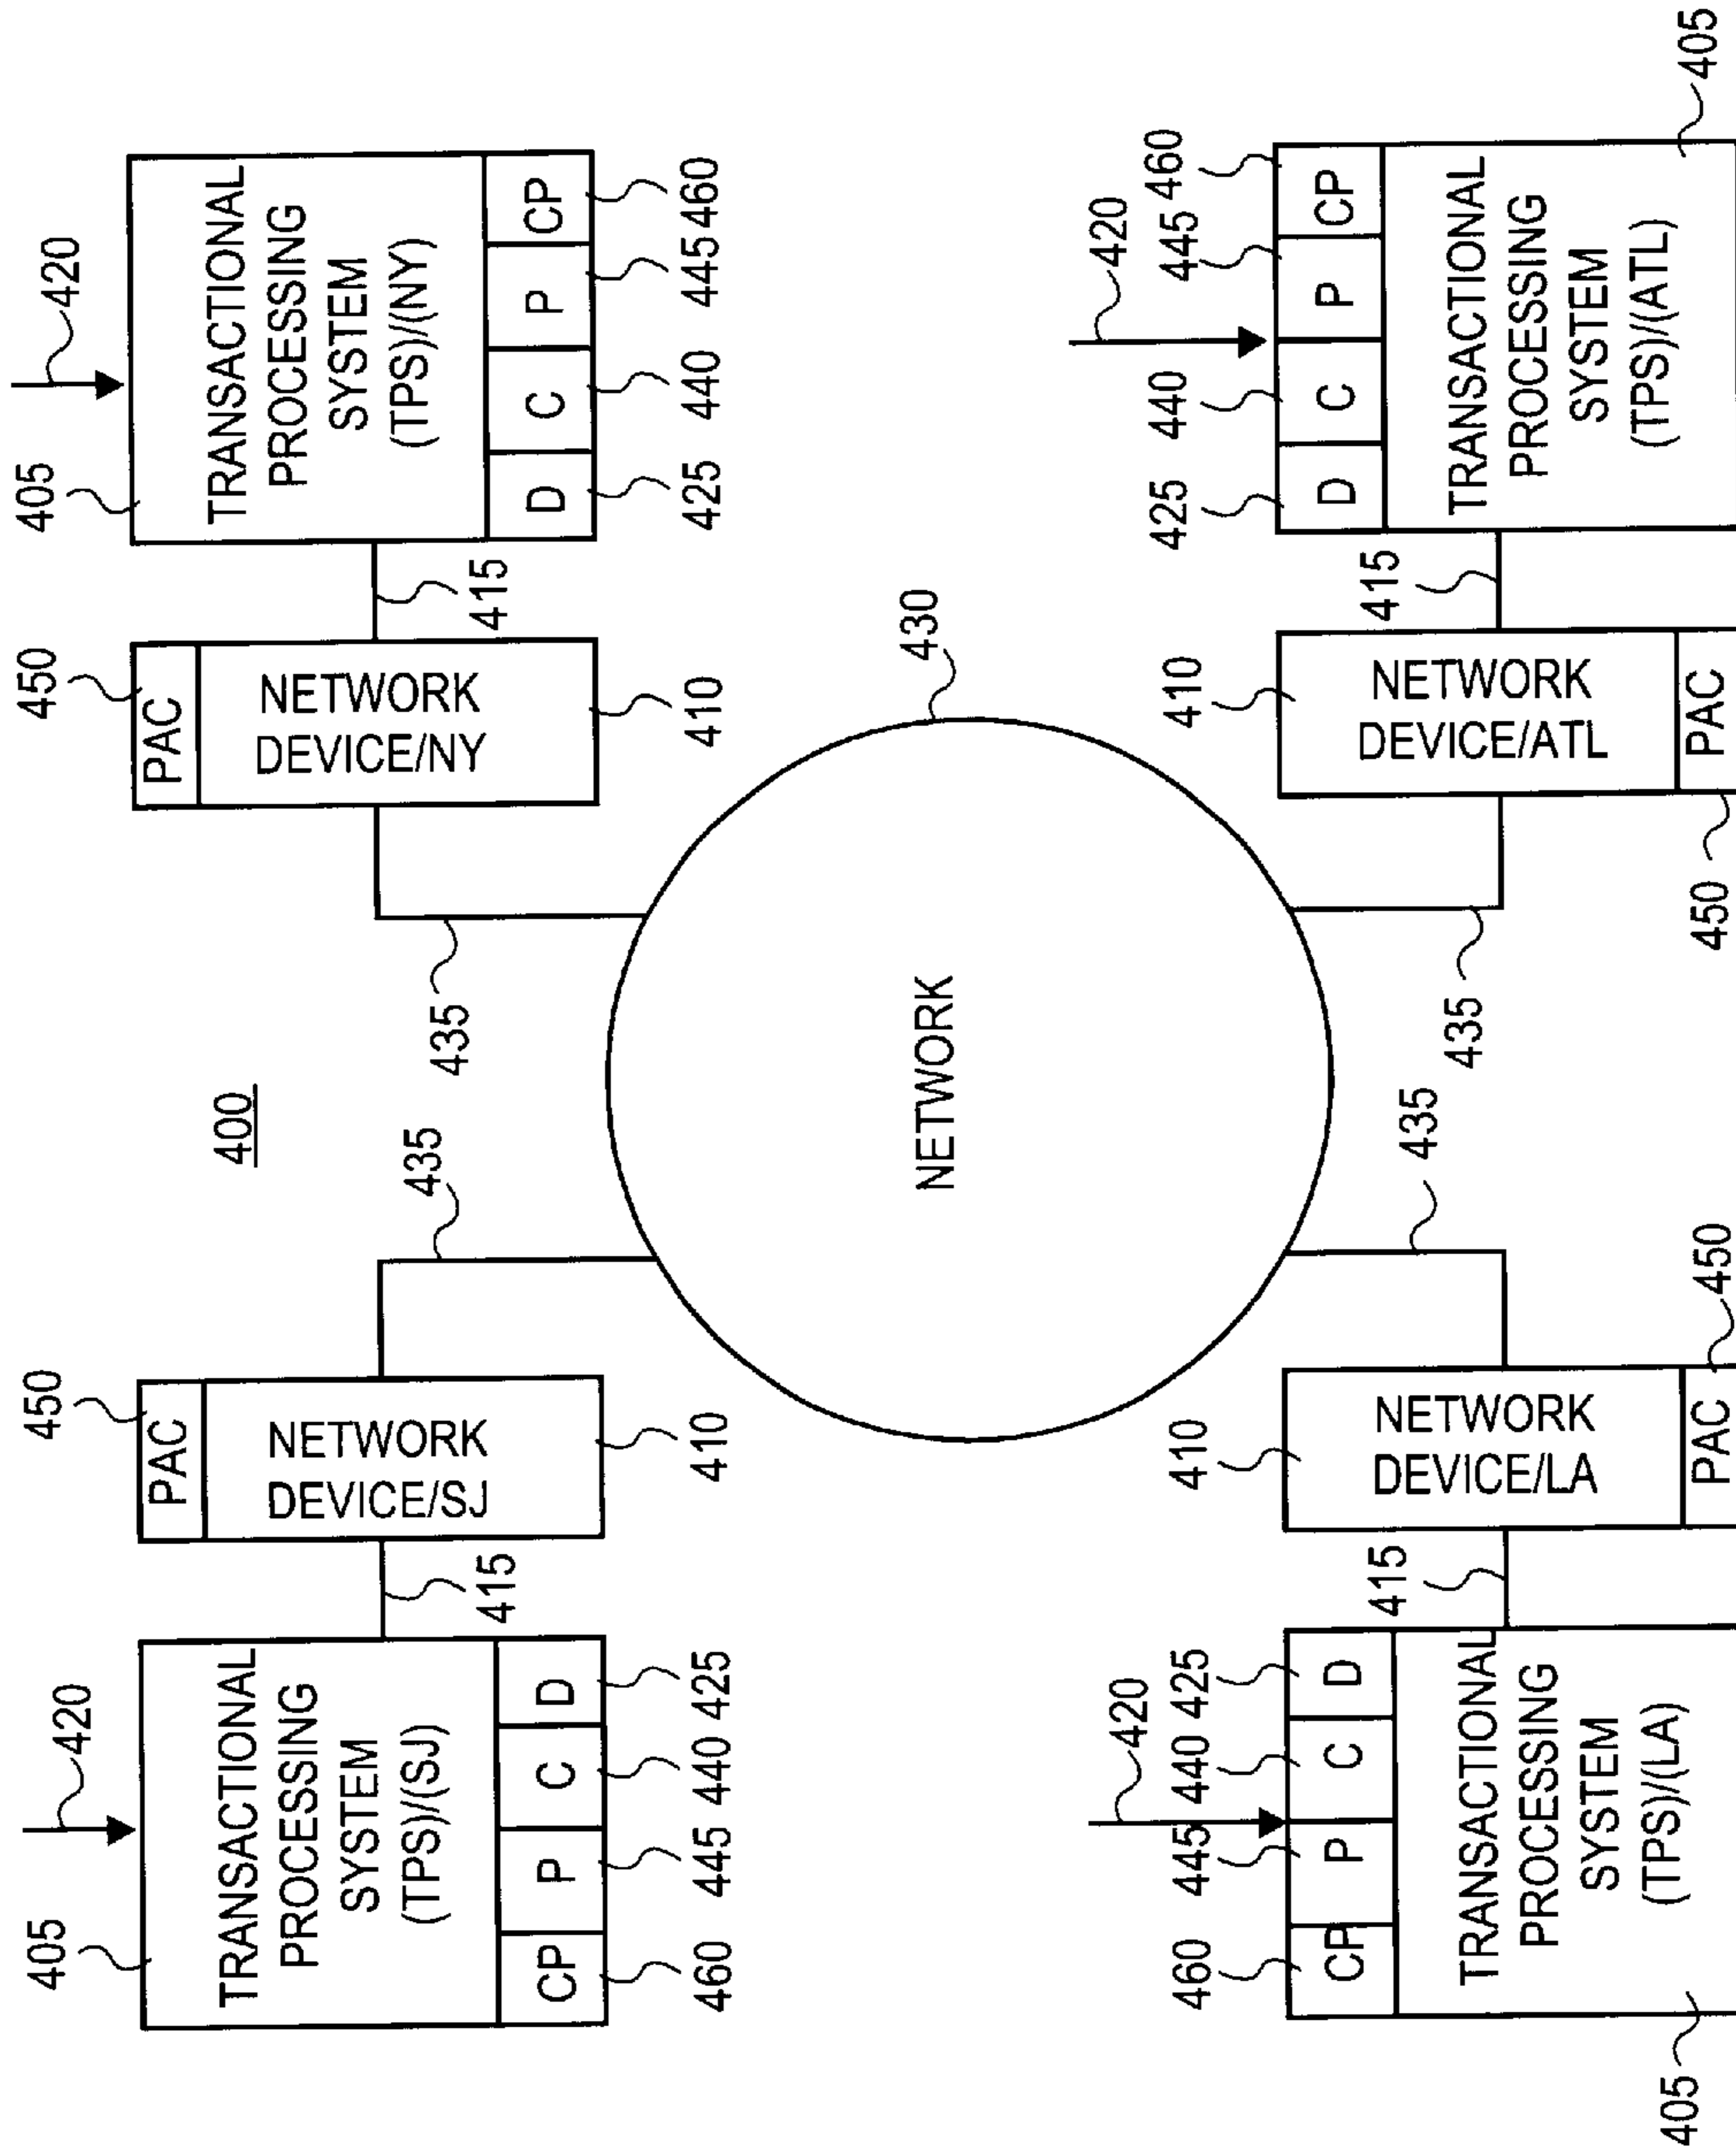 405
420
TRANSACTIONAL
PROCESSING
SYSTEM
(TPS)/(SJ)
CP P C D
460 445 440 425
415
450
PAC
NETWORK
DEVICE/SJ
410
435
400
450
PAC
NETWORK
DEVICE/NY
410
435
415
405
420
TRANSACTIONAL
PROCESSING
SYSTEM
(TPS)/(NY)
D C P CP
425 440 445 460
NETWORK
430
420
460 445 440 425
CP P C D
TRANSACTIONAL
PROCESSING
SYSTEM
(TPS)/(LA)
405
415
410
NETWORK
DEVICE/LA
PAC
450
435
435
410
NETWORK
DEVICE/ATL
PAC
450
415
420
425 440 445 460
D C P CP
TRANSACTIONAL
PROCESSING
SYSTEM
(TPS)/(ATL)
405